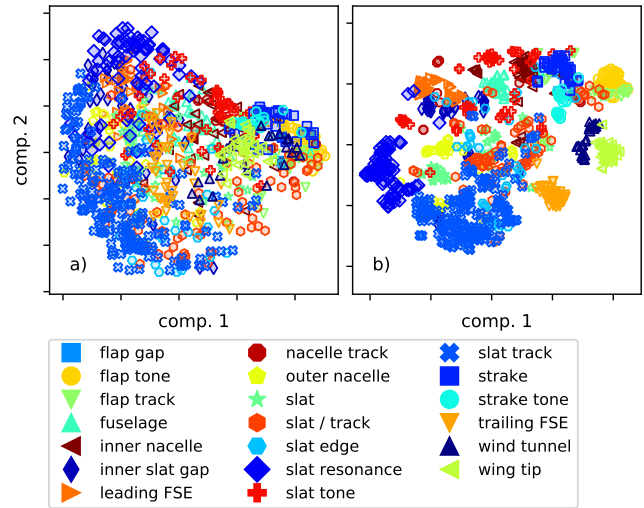 comp. 2
a)
b)
comp. 1
comp. 1
flap gap
flap tone
flap track
fuselage
inner nacelle
inner slat gap
leading FSE
nacelle track
outer nacelle
slat
slat / track
slat edge
slat resonance
slat tone
slat track
strake
strake tone
trailing FSE
wind tunnel
wing tip